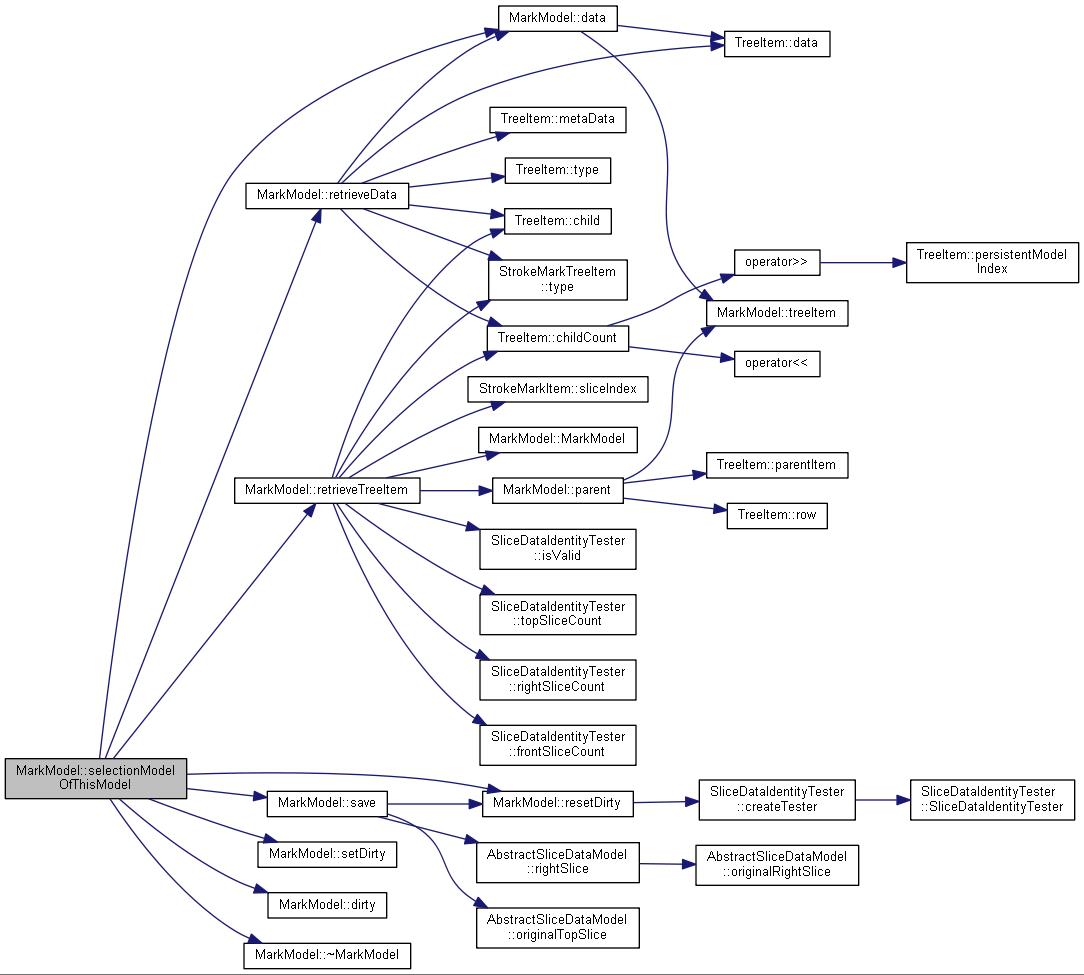 MarkModel::data
TreeItem::data
TreeItem::metaData
TreeItem::type
MarkModel::retrieveData
TreeItem::child
StrokeMarkTreeItem
::type
operator>>
TreeItem::persistentModel
Index
MarkModel::treeItem
TreeItem::childCount
operator<<
StrokeMarkItem::sliceIndex
MarkModel::MarkModel
TreeItem::parentItem
MarkModel::retrieveTreeItem
MarkModel::parent
TreeItem::row
SliceDataIdentityTester
::isValid
SliceDataIdentityTester
::topSliceCount
SliceDataIdentityTester
::rightSliceCount
SliceDataIdentityTester
::frontSliceCount
MarkModel::selectionModel
OfThisModel
MarkModel::save
MarkModel::resetDirty
SliceDataIdentityTester
::createTester
SliceDataIdentityTester
::SliceDataIdentityTester
MarkModel::setDirty
AbstractSliceDataModel
::rightSlice
AbstractSliceDataModel
::originalRightSlice
MarkModel::dirty
AbstractSliceDataModel
::originalTopSlice
MarkModel::~MarkModel